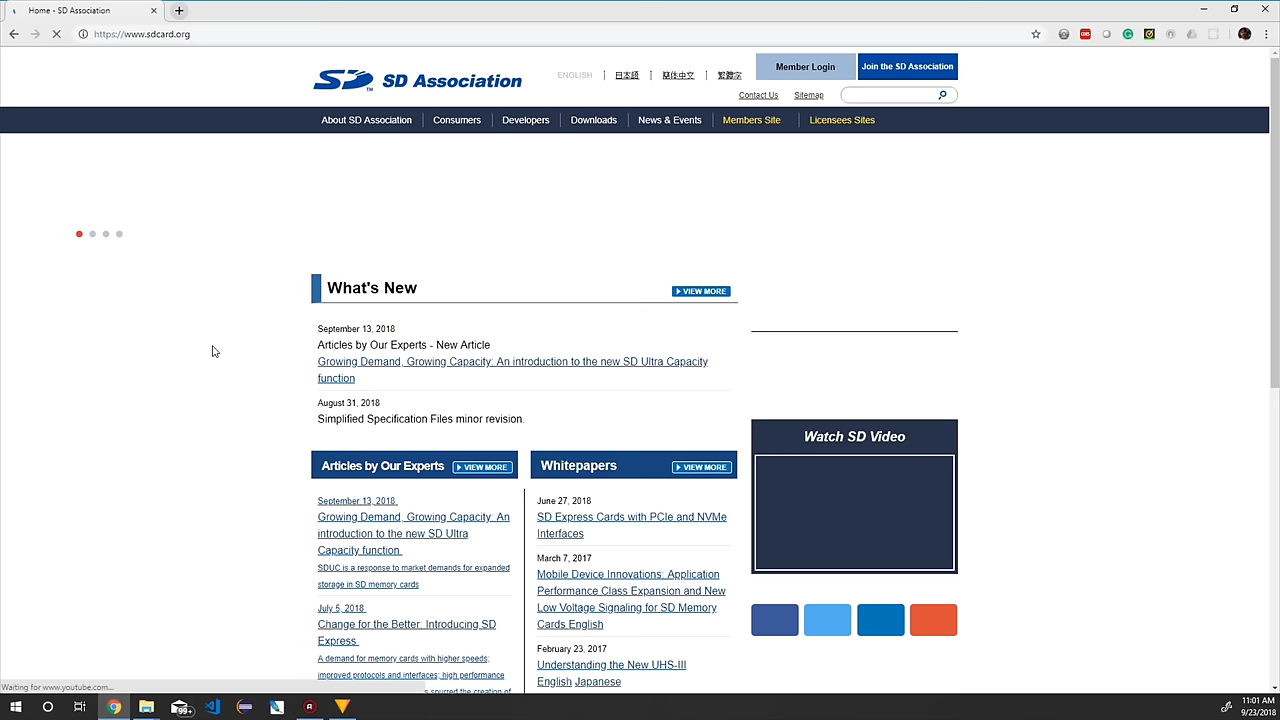 Home - SD Association
https://www.sdcard.org
SD Association
ENGLISH
日本語
简体中文
繁體字
Member Login
Join the SD Association
Contact Us
Sitemap
About SD Association
Consumers
Developers
Downloads
News & Events
Members Site
Licensees Sites
What's New
VIEW MORE
September 13, 2018
Articles by Our Experts - New Article
Growing Demand, Growing Capacity: An introduction to the new SD Ultra Capacity
function
August 31, 2018
Simplified Specification Files minor revision.
Articles by Our Experts
VIEW MORE
September 13, 2018
Growing Demand, Growing Capacity: An
introduction to the new SD Ultra
Capacity function
SDUC is a response to market demands for expanded
storage in SD memory cards
July 5, 2018
Change for the Better: Introducing SD
Express
A demand for memory cards with higher speeds;
improved protocols and interfaces; high performance
s spurred the creation of
Whitepapers
VIEW MORE
June 27, 2018
SD Express Cards with PCIe and NVMe
Interfaces
March 7, 2017
Mobile Device Innovations: Application
Performance Class Expansion and New
Low Voltage Signaling for SD Memory
Cards English
February 23, 2017
Understanding the New UHS-III
English Japanese
Watch SD Video
Waiting for www.youtube.com...
99+
11:01 AM
9/23/2018